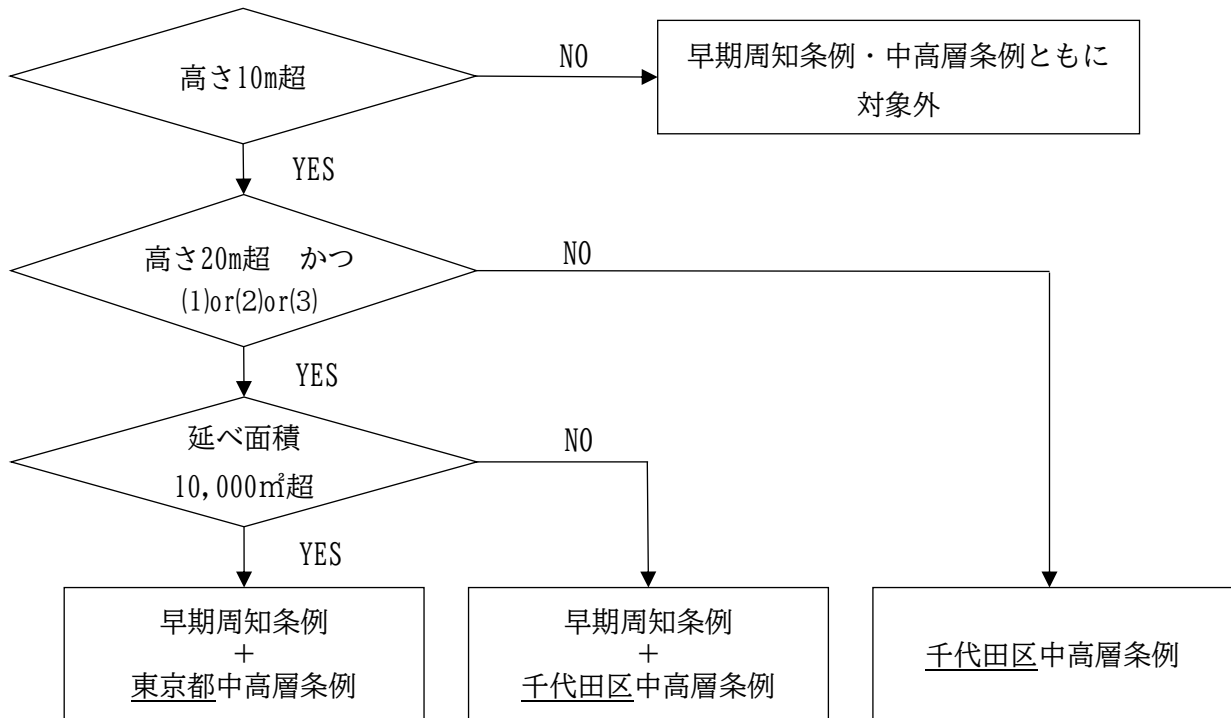 高さ10m超
NO
早期周知条例・中高層条例ともに
対象外
YES
高さ20m超　かつ
(1)or(2)or(3)
NO
YES
延べ面積
10,000㎡超
NO
YES
早期周知条例
＋
東京都中高層条例
早期周知条例
＋
千代田区中高層条例
千代田区中高層条例